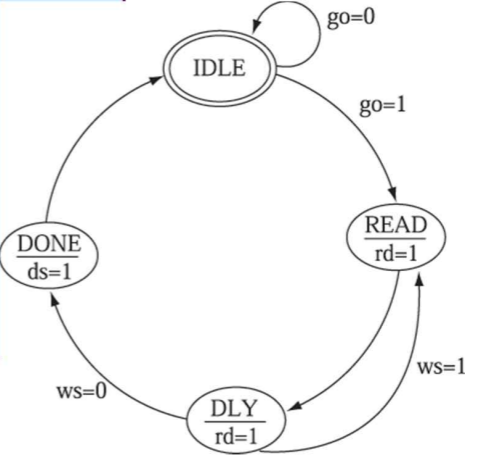 go=0
IDLE
go=1
READ
rd=1
DONE
ds=1
ws=1
ws=0
DLY
rd=1